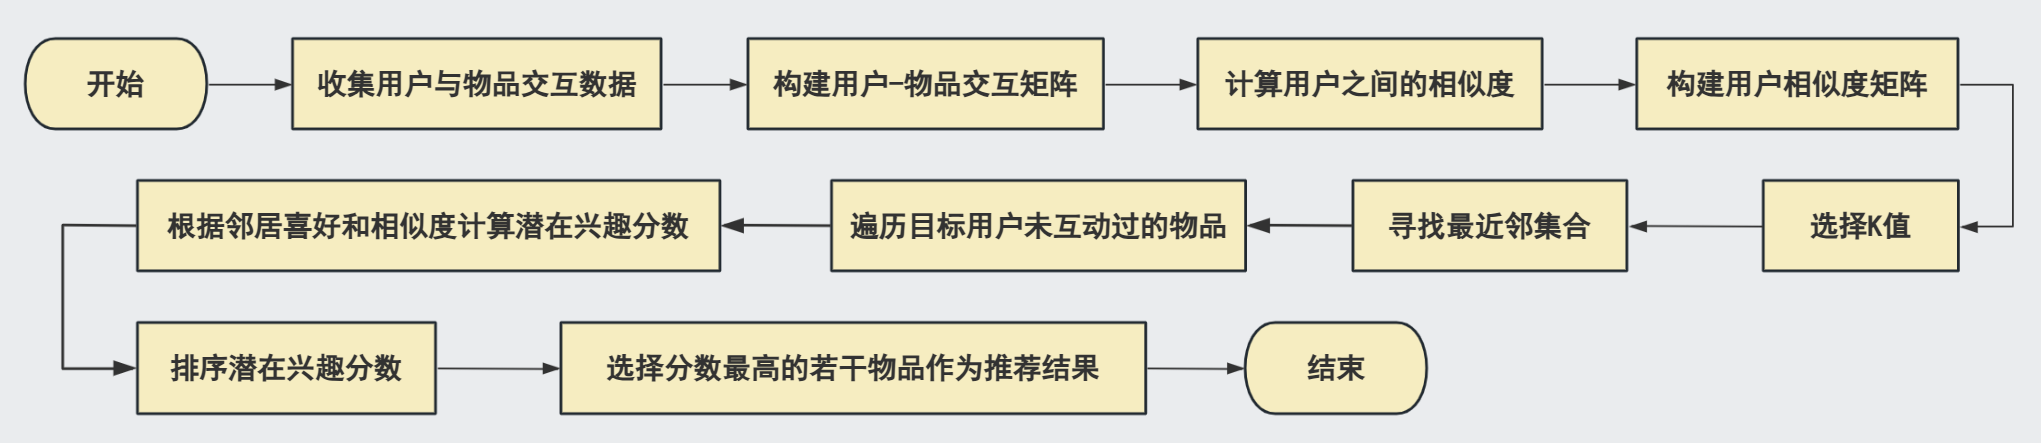 开始
收集用户与物品交互数据
构建用户-物品交互矩阵
计算用户之间的相似度
构建用户相似度矩阵
选择K值
寻找最近邻集合
遍历目标用户未互动过的物品
根据邻居喜好和相似度计算潜在兴趣分数
排序潜在兴趣分数
选择分数最高的若干物品作为推荐结果
结束